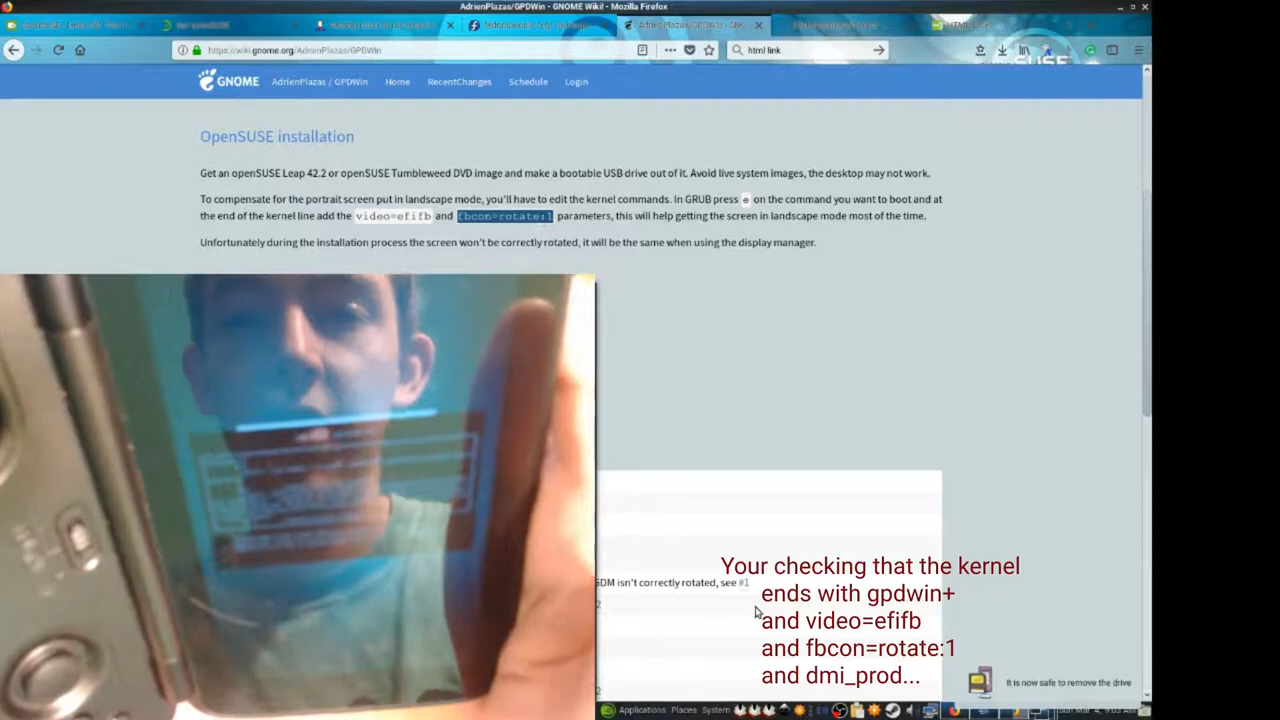 AdrienPlazas/GPDWin - GNOME Wiki! - Mozilla Firefox
AdrienPlazas/GPDWin - GN
https://wiki.gnome.org/AdrienPlazas/GPDWin
html link
GNOME AdrienPlazas / GPDWin Home RecentChanges Schedule Login
OpenSUSE installation
Get an openSUSE Leap 42.2 or openSUSE Tumbleweed DVD image and make a bootable USB drive out of it. Avoid live system images, the desktop may not work.
To compensate for the portrait screen put in landscape mode, you'll have to edit the kernel commands. In GRUB press e on the command you want to boot and at
the end of the kernel line add the video=efifb and fbcon=rotate:1 parameters, this will help getting the screen in landscape mode most of the time.
Unfortunately during the installation process the screen won't be correctly rotated, it will be the same when using the display manager.
Your checking that the kernel
GDM isn't correctly rotated, see #1
ends with gpdwin+
2
and video=efifb
and fbcon=rotate:1
and dmi_prod...
It is now safe to remove the drive
2
Applications Places System